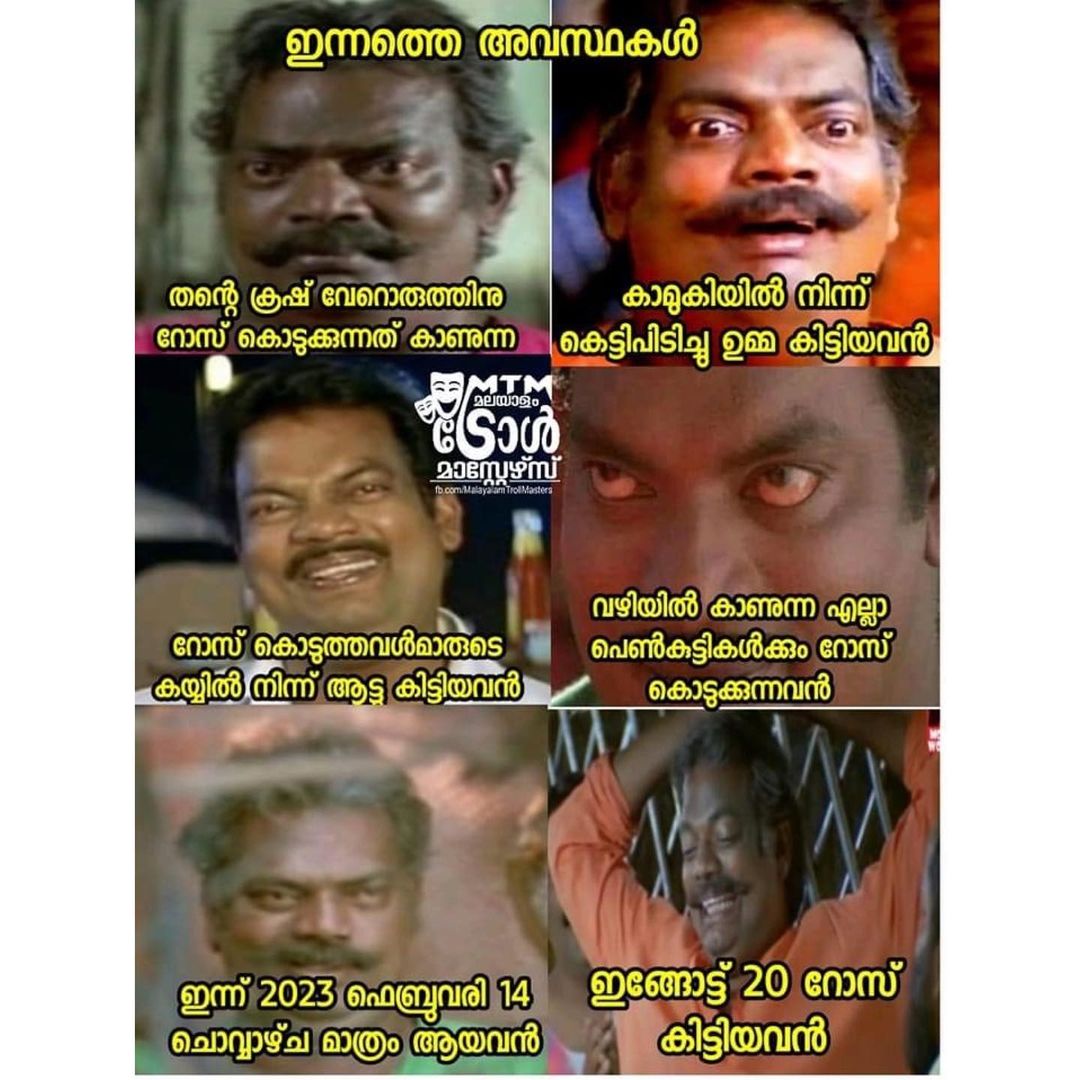 ഇന്നത്തെ അവസ്ഥകൾ
തന്റെ ക്രഷ് വേറൊരുത്തിനു
റോസ് കൊടുക്കുന്നത് കാണുന്ന
കാമുകിയിൽ നിന്ന്
കെട്ടിപിടിച്ചു ഉമ്മ കിട്ടിയവൻ
MTM
മലയാളം
ട്രോൾ
മാസ്റ്റേഴ്സ്
fb.com/MalayalamTrollMasters
റോസ് കൊടുത്തവൾമാരുടെ
കയ്യിൽ നിന്ന് ആട്ടു കിട്ടിയവൻ
വഴിയിൽ കാണുന്ന എല്ലാ
പെൺകുട്ടികൾക്കും റോസ്
കൊടുക്കുന്നവൻ
ഇന്ന് 2023 ഫെബ്രുവരി 14
ചൊവ്വാഴ്ച മാത്രം ആയവൻ
ഇങ്ങോട്ട് 20 റോസ്
കിട്ടിയവൻ